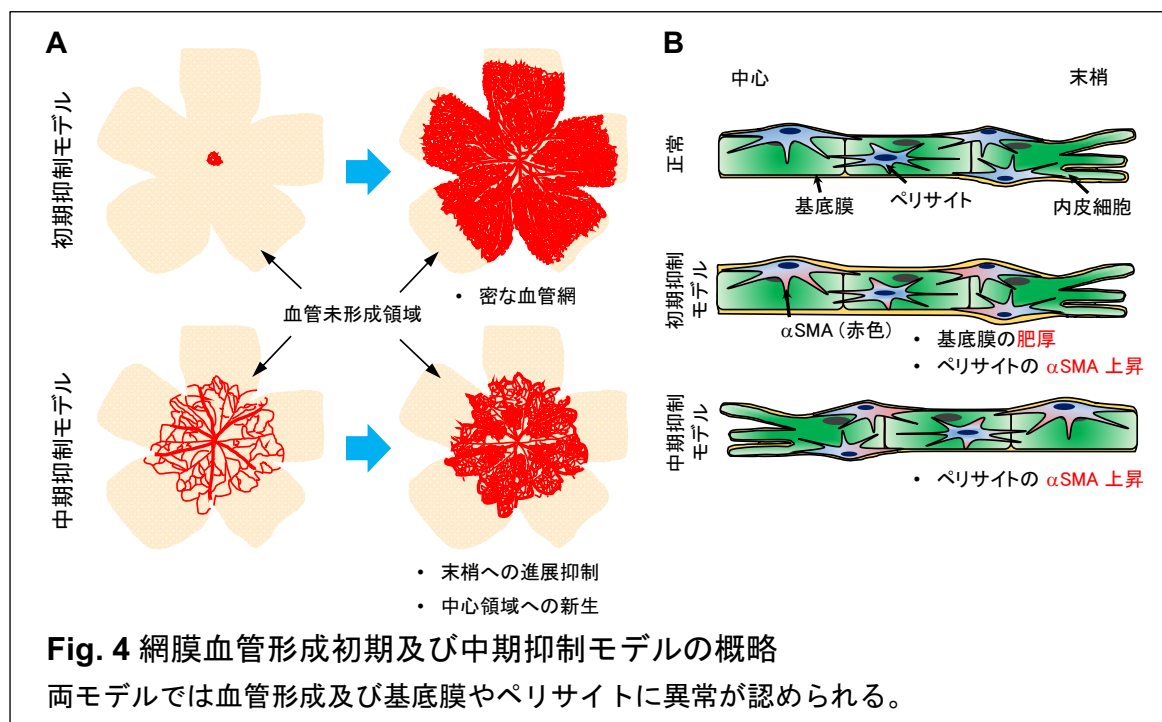 A
初期抑制モデル
・ 密な血管網
血管未形成領域
中期抑制モデル
・ 末梢への進展抑制
・ 中心領域への新生
B
中心
末梢
正常
基底膜
ペリサイト
内皮細胞
初期抑制
モデル
αSMA（赤色）
・ 基底膜の肥厚
・ ペリサイトの αSMA 上昇
中期抑制
モデル
・ ペリサイトの αSMA 上昇
Fig. 4 網膜血管形成初期及び中期抑制モデルの概略
両モデルでは血管形成及び基底膜やペリサイトに異常が認められる。